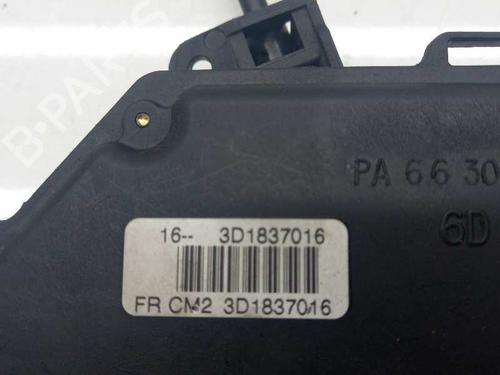 B-PARTS
PA 66 30
6D
16-- 3D1837016
FR CM2 3D1837016